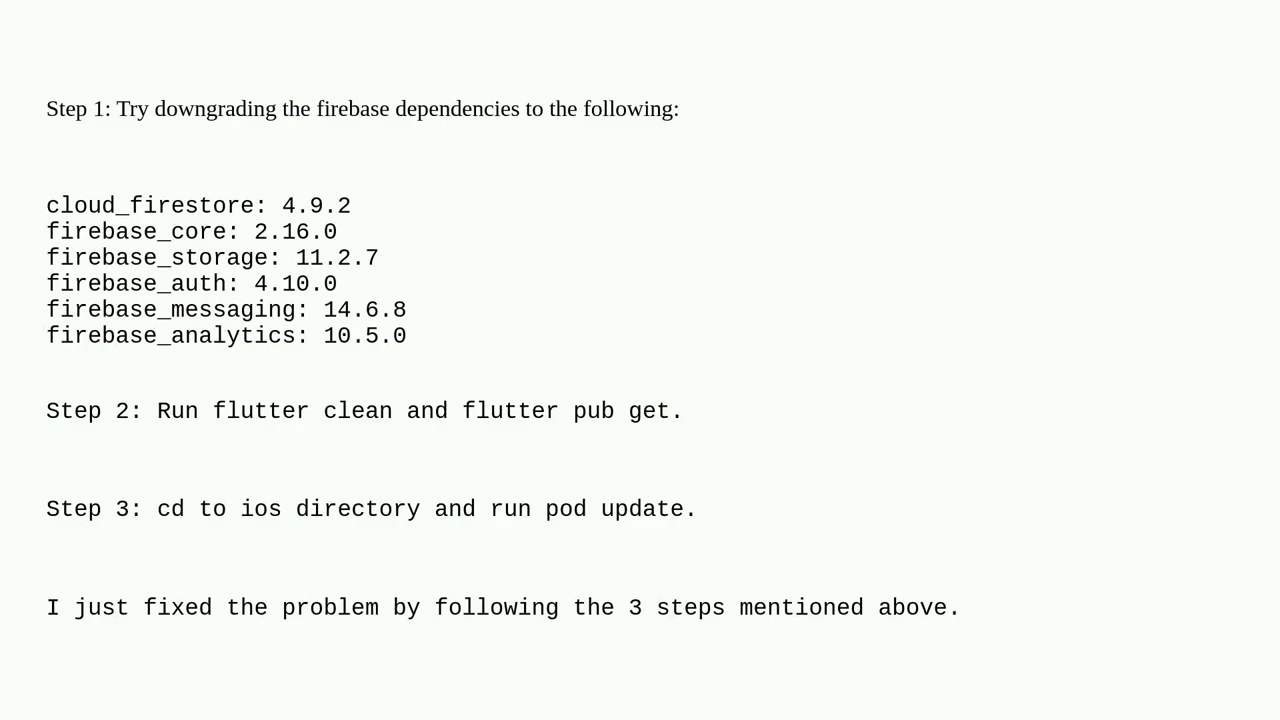 Step 1: Try downgrading the firebase dependencies to the following:
cloud_firestore: 4.9.2
firebase_core: 2.16.0
firebase_storage: 11.2.7
firebase_auth: 4.10.0
firebase_messaging: 14.6.8
firebase_analytics: 10.5.0
Step 2: Run flutter clean and flutter pub get.
Step 3: cd to ios directory and run pod update.
I just fixed the problem by following the 3 steps mentioned above.